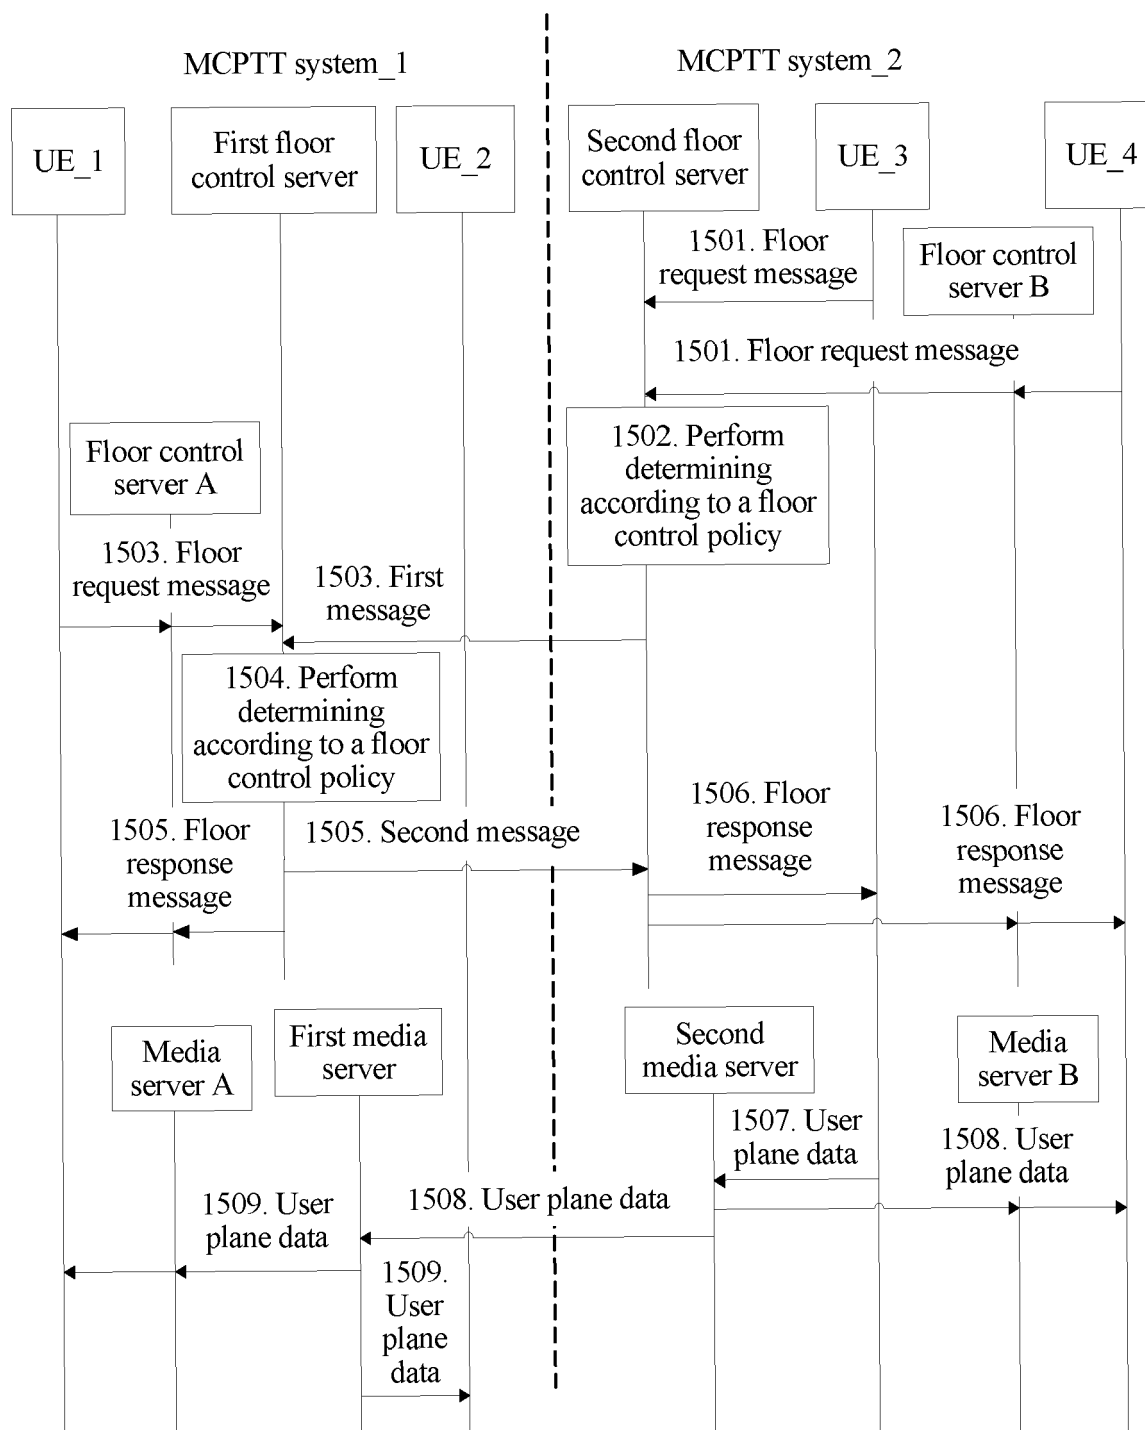 MCPTT system_1
MCPTT system_2
UE_1
First floor
control server
UE_2
Second floor
control server
UE_3
UE_4
1501. Floor
request message
Floor control
server B
1501. Floor request message
Floor control
server A
1502. Perform
determining
according to a floor
control policy
1503. Floor
request message
1503. First
message
1504. Perform
determining
according to a floor
control policy
1505. Floor
response
message
1505. Second message
1506. Floor
response
message
1506. Floor
response
message
Media
server A
First media
server
Second
media server
Media
server B
1507. User
plane data
1508. User
plane data
1509. User
plane data
1508. User plane data
1509.
User
plane
data